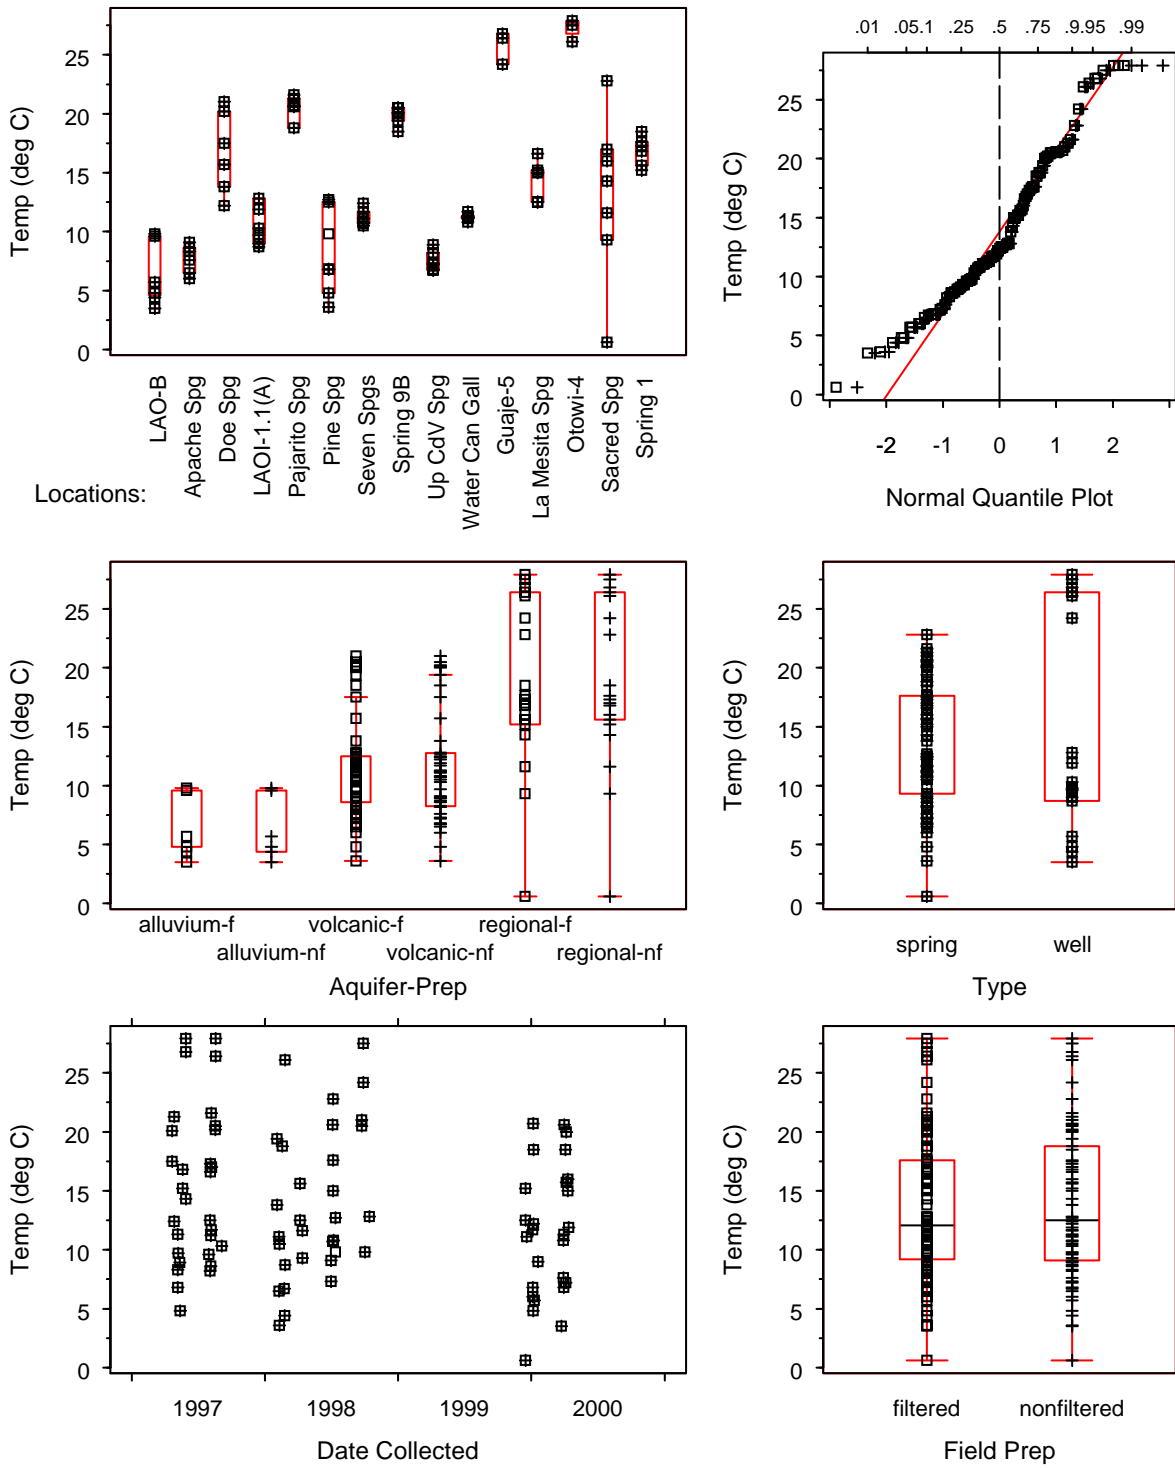 .01 .05 .1 .25 .5 .75 .9 .95 .99
Temp (deg C)
25
20
15
10
5
0
LAO-B
Apache Spg
Doe Spg
LAOI-1.1(A)
Pajarito Spg
Pine Spg
Seven Spgs
Spring 9B
Up CdV Spg
Water Can Gall
Guaje-5
La Mesita Spg
Otowi-4
Sacred Spg
Spring 1
Locations:
Temp (deg C)
25
20
15
10
5
0
-2 -1 0 1 2
Normal Quantile Plot
Temp (deg C)
25
20
15
10
5
0
alluvium-f volcanic-f regional-f
alluvium-nf volcanic-nf regional-nf
Aquifer-Prep
Temp (deg C)
25
20
15
10
5
0
spring well
Type
Temp (deg C)
25
20
15
10
5
0
1997 1998 1999 2000
Date Collected
Temp (deg C)
25
20
15
10
5
0
filtered nonfiltered
Field Prep